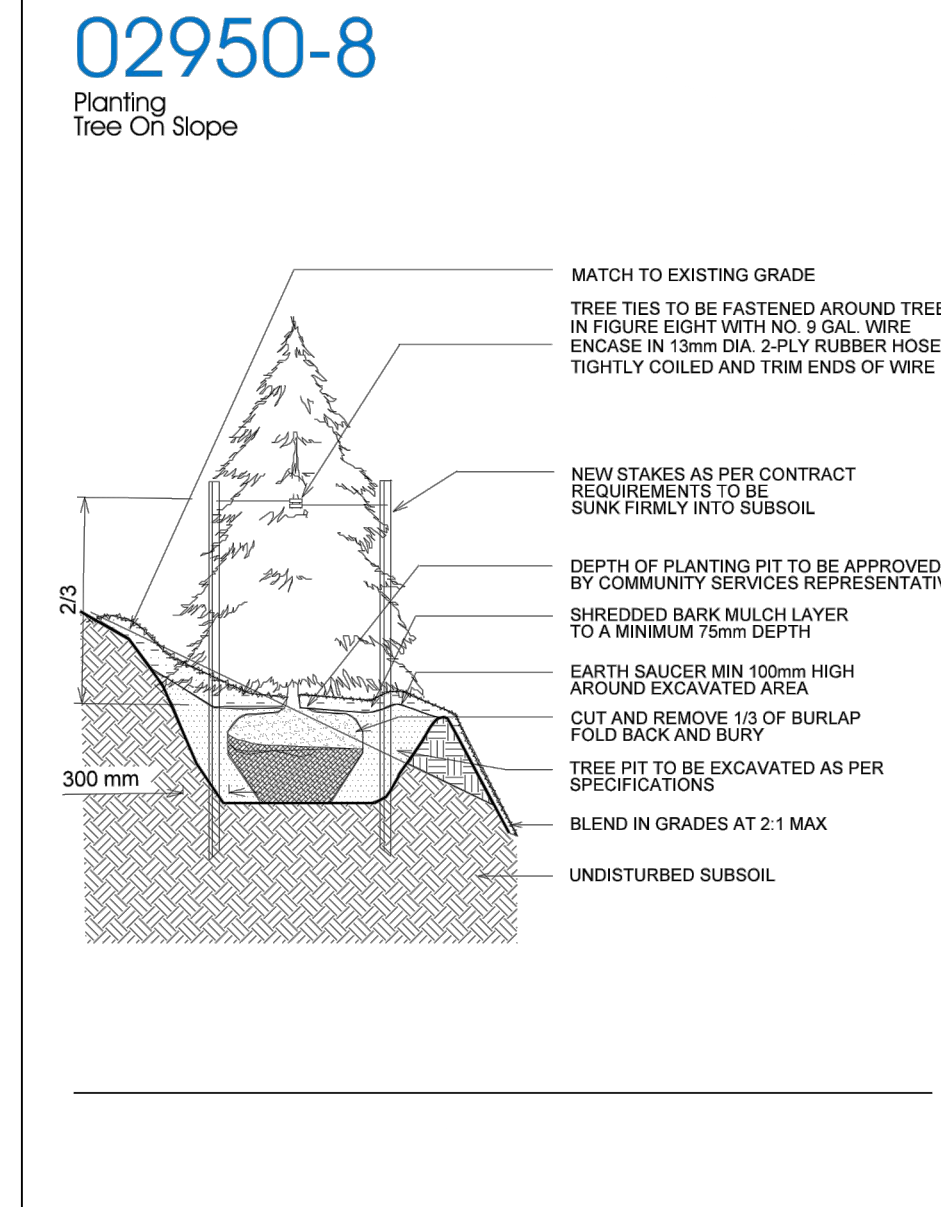 02950-8
Planting
Tree On Slope
MATCH TO EXISTING GRADE
TREE TIES TO BE FASTENED AROUND TREE
IN FIGURE EIGHT WITH NO. 9 GAL. WIRE
ENCASE IN 13mm DIA. 2-PLY RUBBER HOSE
TIGHTLY COILED AND TRIM ENDS OF WIRE
NEW STAKES AS PER CONTRACT
REQUIREMENTS TO BE
SUNK FIRMLY INTO SUBSOIL
DEPTH OF PLANTING PIT TO BE APPROVED
BY COMMUNITY SERVICES
2/3
SHREDDED BARK MULCH LAYER
TO A MINIMUM 75mm DEPTH
EARTH SAUCER MIN 100mm HIGH
AROUND EXCAVATED AREA
CUT AND REMOVE 1/3 OF BURLAP
FOLD BACK AND BURY
300 mm
TREE PIT TO BE EXCAVATED AS PER
SPECIFICATIONS
BLEND IN GRADES AT 2:1 MAX
UNDISTURBED SUBSOIL